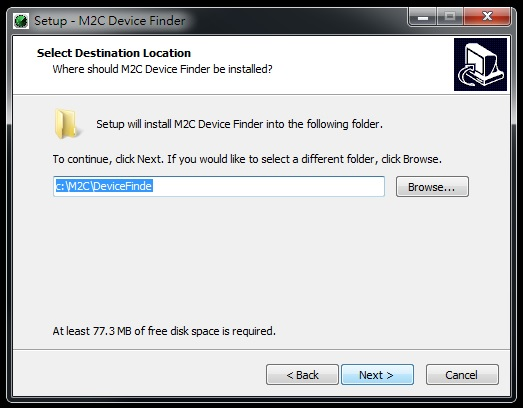 Setup - M2C Device Finder
Select Destination Location
Where should M2C Device Finder be installed?
Setup will install M2C Device Finder into the following folder.
To continue, click Next. If you would like to select a different folder, click Browse.
c:\M2C\DeviceFinde
Browse...
At least 77.3 MB of free disk space is required.
< Back
Next >
Cancel